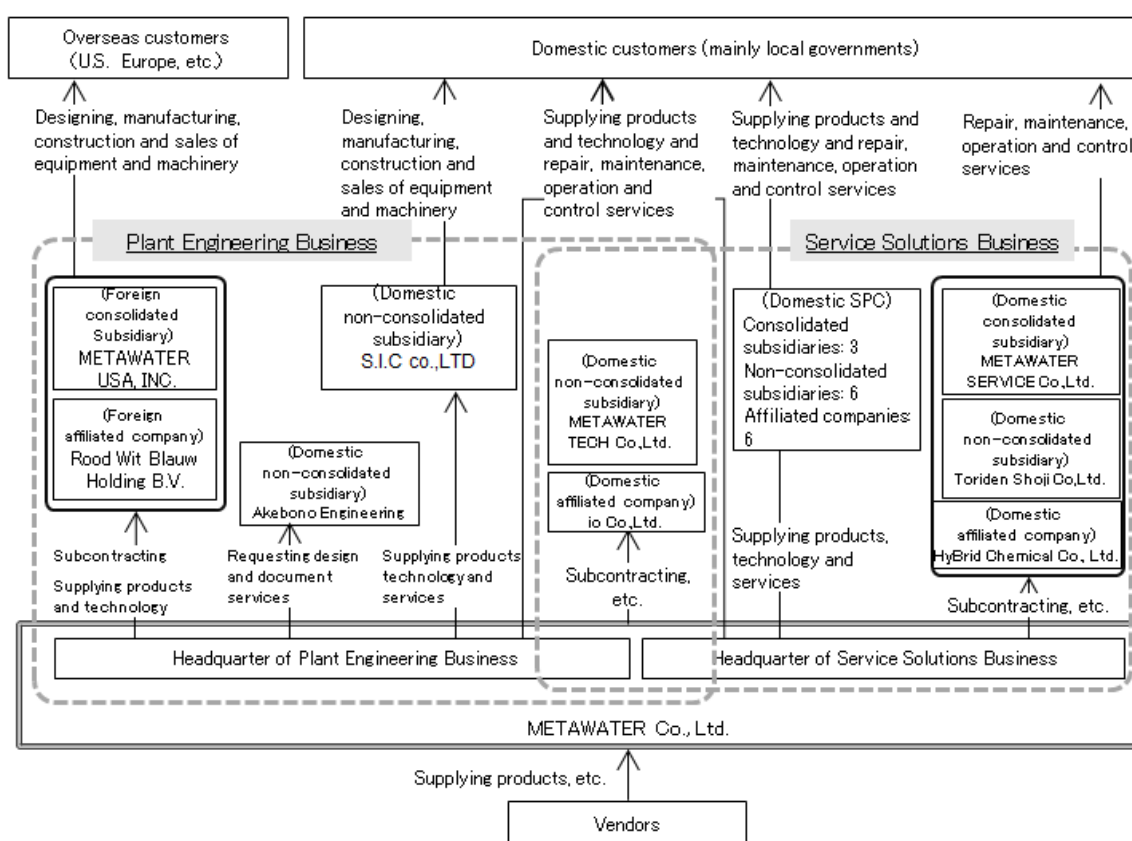 Overseas customers
(U.S. Europe, etc.)
Domestic customers (mainly local governments)
Designing, manufacturing,
construction and sales of
equipment and machinery
Designing,
manufacturing,
construction and
sales of equipment
and machinery
Supplying products
and technology and
repair, maintenance,
operation and
control services
Supplying products and
technology and repair,
maintenance, operation
and control services
Repair, maintenance,
operation and control
services
Plant Engineering Business
Service Solutions Business
(Foreign
consolidated
Subsidiary)
METAWATER
USA, INC.
(Foreign
affiliated company)
Rood Wit Blauw
Holding B.V.
(Domestic
non-consolidated
subsidiary)
Akebono Engineering
(Domestic
non-consolidated
subsidiary)
S.I.C co.,LTD
(Domestic
non-consolidated
subsidiary)
METAWATER
TECH Co.,Ltd.
(Domestic
affiliated company)
io Co.,Ltd.
(Domestic SPC)
Consolidated
subsidiaries: 3
Non-consolidated
subsidiaries: 6
Affiliated companies:
6
(Domestic
consolidated
subsidiary)
METAWATER
SERVICE Co.,Ltd.
(Domestic
non-consolidated
subsidiary)
Toriden Shoji Co.,Ltd.
(Domestic
affiliated company)
HyBrid Chemical Co., Ltd.
Subcontracting
Supplying products
and technology
Requesting design
and document
services
Supplying products
technology and
services
Subcontracting,
etc.
Supplying products,
technology and
services
Subcontracting, etc.
Headquarter of Plant Engineering Business
Headquarter of Service Solutions Business
METAWATER Co., Ltd.
Supplying products, etc.
Vendors